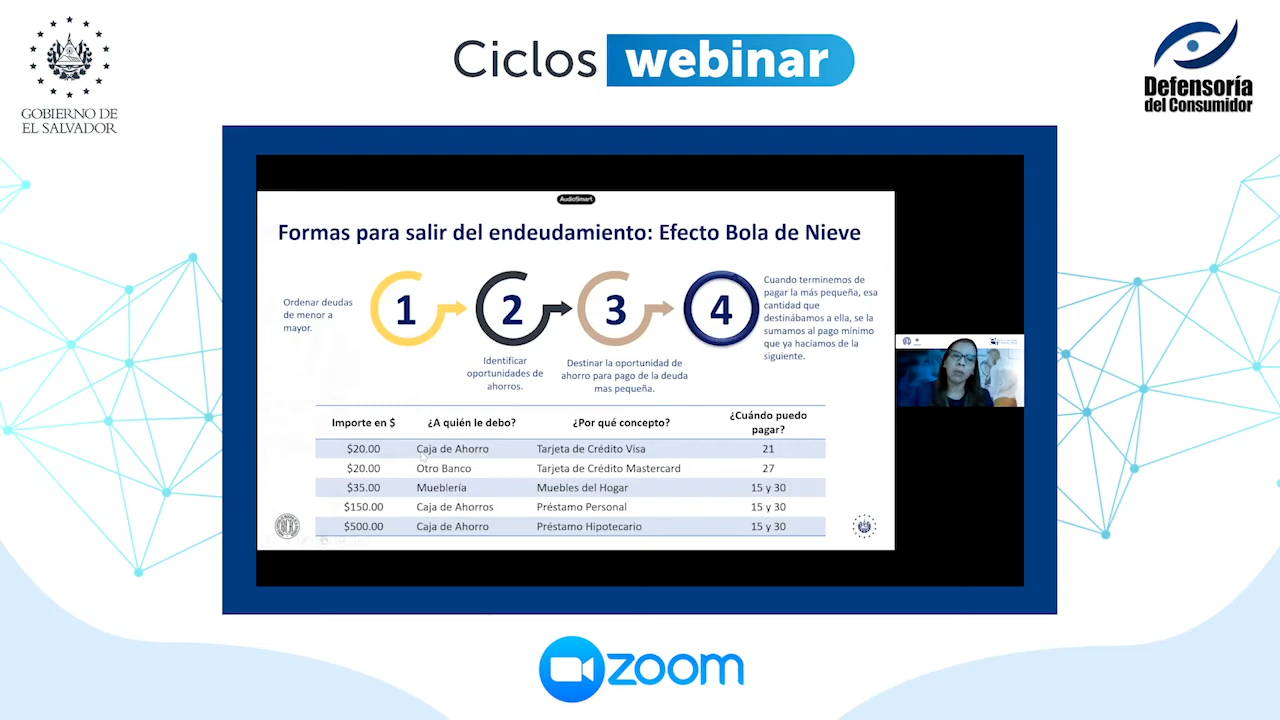 GOBIERNO DE
EL SALVADOR
Ciclos webinar
Defensoría
del Consumidor
AudioSmart
Formas para salir del endeudamiento: Efecto Bola de Nieve
Ordenar deudas
de menor a
mayor.
1
2
3
4
Identificar
oportunidades de
ahorros.
Destinar la oportunidad de
ahorro para pago de la deuda
mas pequeña.
Cuando terminemos de
pagar la más pequeña, esa
cantidad que
destinábamos a ella, se la
sumamos al pago mínimo
que ya hacíamos de la
siguiente.
Importe en $ ¿A quién le debo? ¿Por qué concepto? ¿Cuándo puedo
pagar?
$20.00 Caja de Ahorro Tarjeta de Crédito Visa 21
$20.00 Otro Banco Tarjeta de Crédito Mastercard 27
$35.00 Mueblería Muebles del Hogar 15 y 30
$150.00 Caja de Ahorros Préstamo Personal 15 y 30
$500.00 Caja de Ahorro Préstamo Hipotecario 15 y 30
zoom